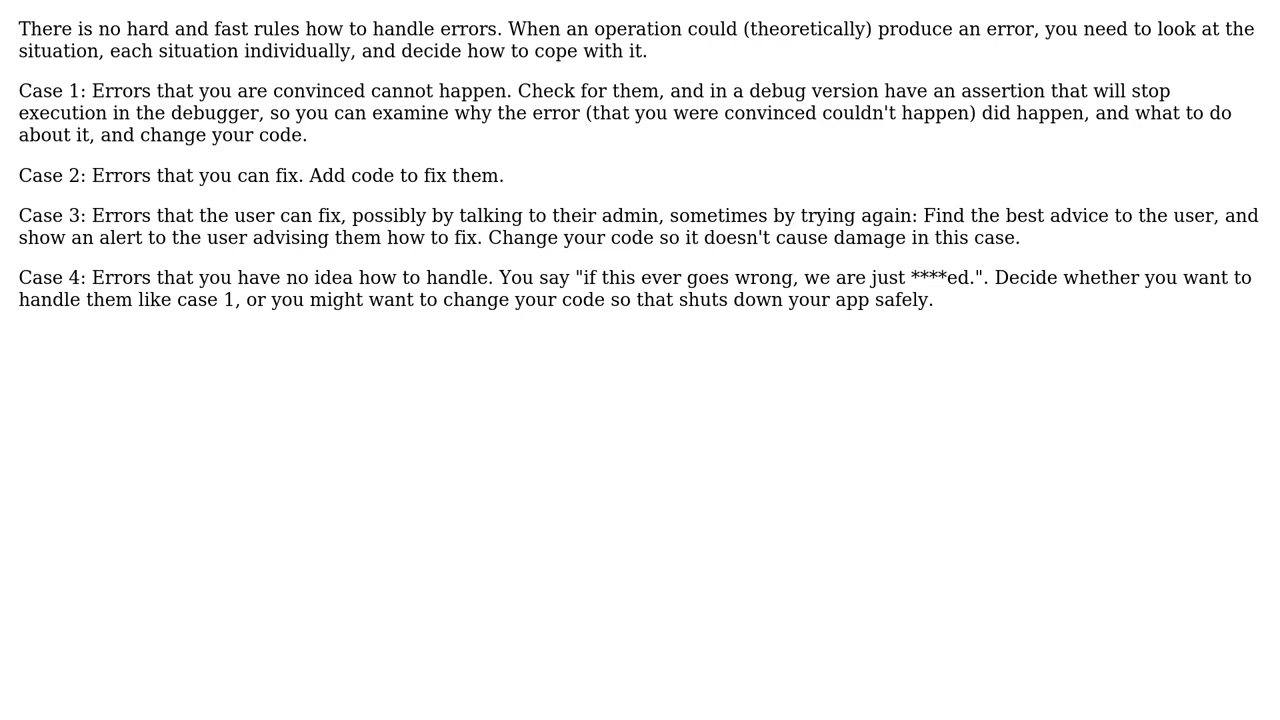 There is no hard and fast rules how to handle errors. When an operation could (theoretically) produce an error, you need to look at the
situation, each situation individually, and decide how to cope with it.
Case 1: Errors that you are convinced cannot happen. Check for them, and in a debug version have an assertion that will stop
execution in the debugger, so you can examine why the error (that you were convinced couldn't happen) did happen, and what to do
about it, and change your code.
Case 2: Errors that you can fix. Add code to fix them.
Case 3: Errors that the user can fix, possibly by talking to their admin, sometimes by trying again: Find the best advice to the user, and
show an alert to the user advising them how to fix. Change your code so it doesn't cause damage in this case.
Case 4: Errors that you have no idea how to handle. You say "if this ever goes wrong, we are just ****ed.". Decide whether you want to
handle them like case 1, or you might want to change your code so that shuts down your app safely.